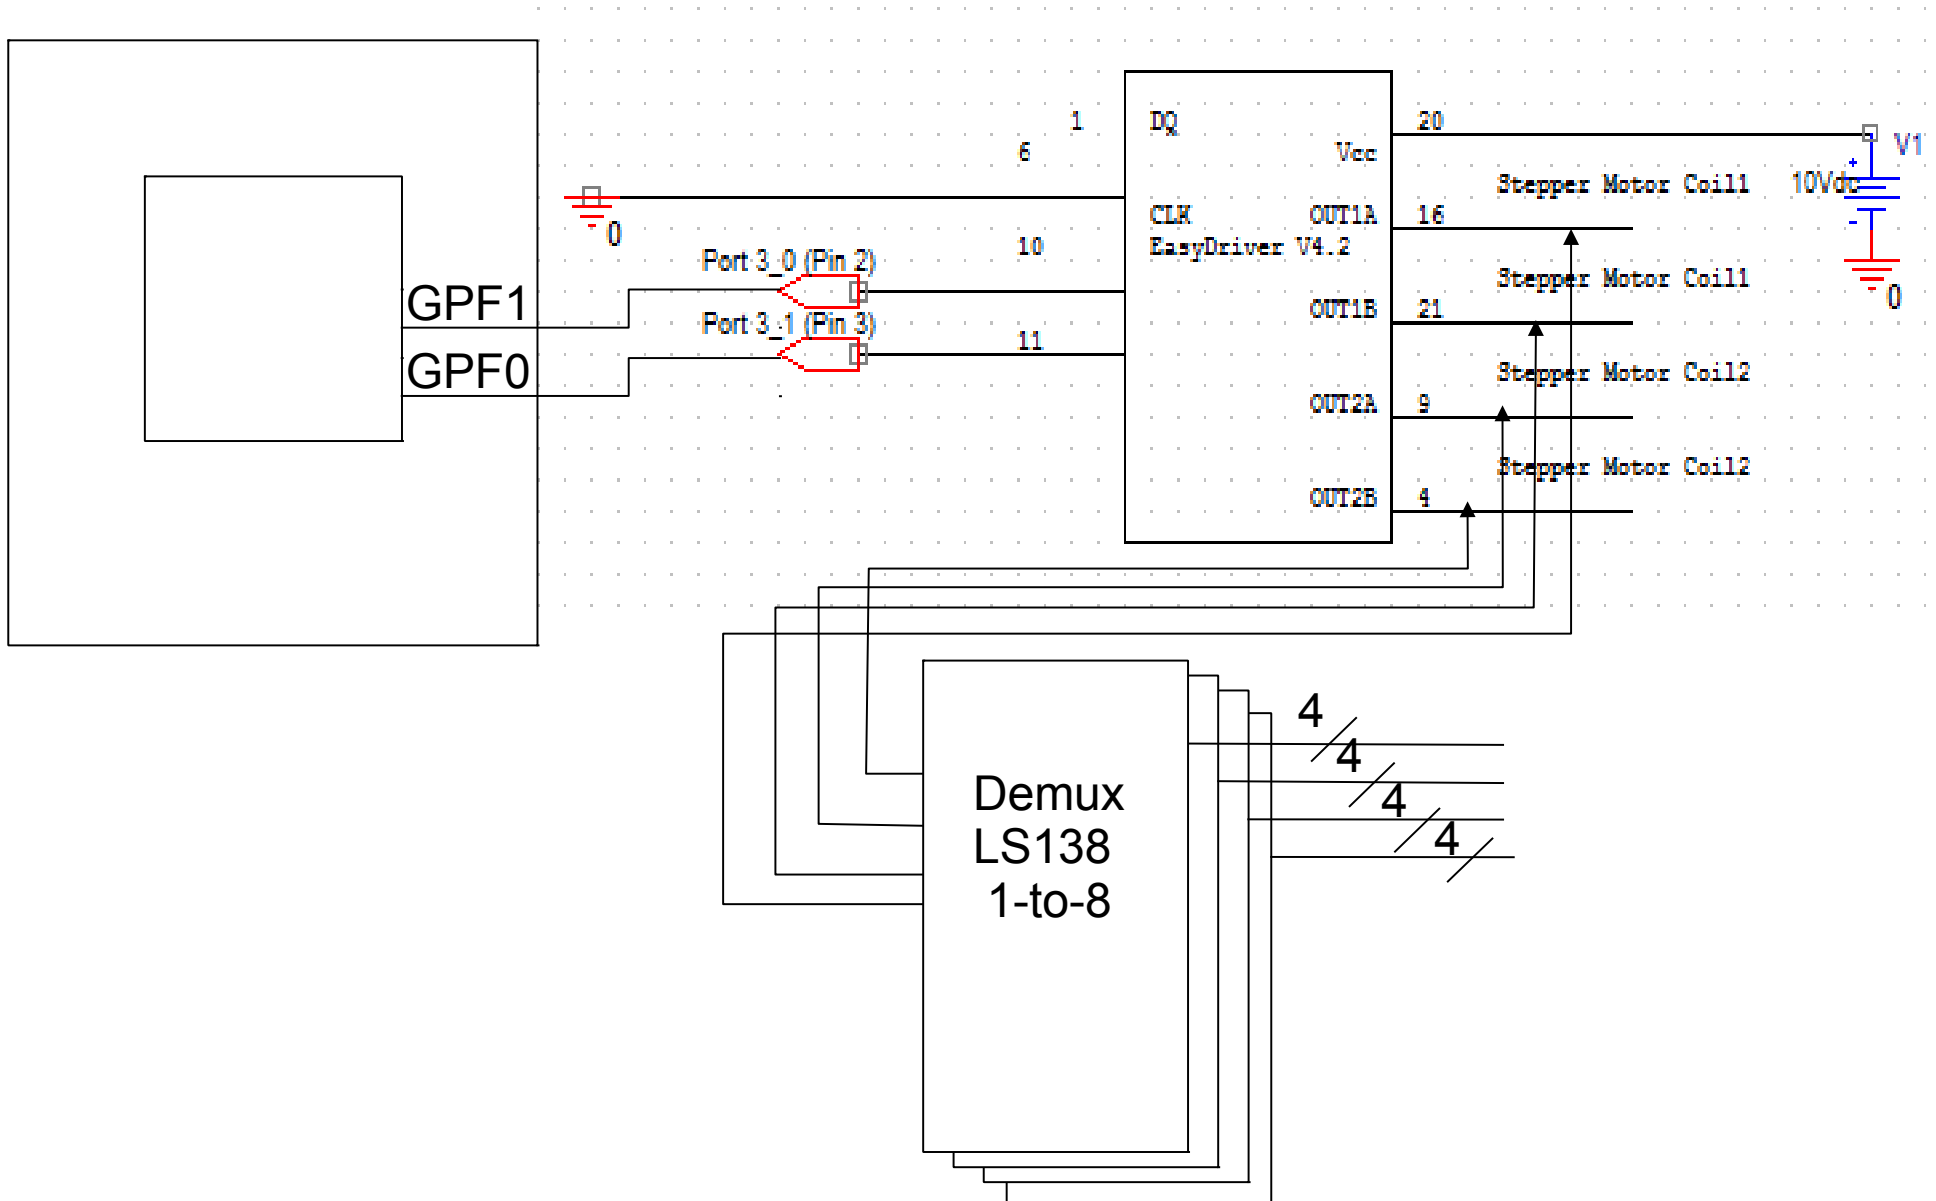 GPF1
GPF0
0
Port 3_0 (Pin 2)
Port 3_1 (Pin 3)
1
6
10
11
DQ
Vcc
CLK
OUT1A
EasyDriver V4.2
OUT1B
OUT2A
OUT2B
20
16
21
9
4
Stepper Motor Coil1
Stepper Motor Coil1
Stepper Motor Coil2
Stepper Motor Coil2
V1
+
10Vdc
-
0
Demux
LS138
1-to-8
4
4
4
4